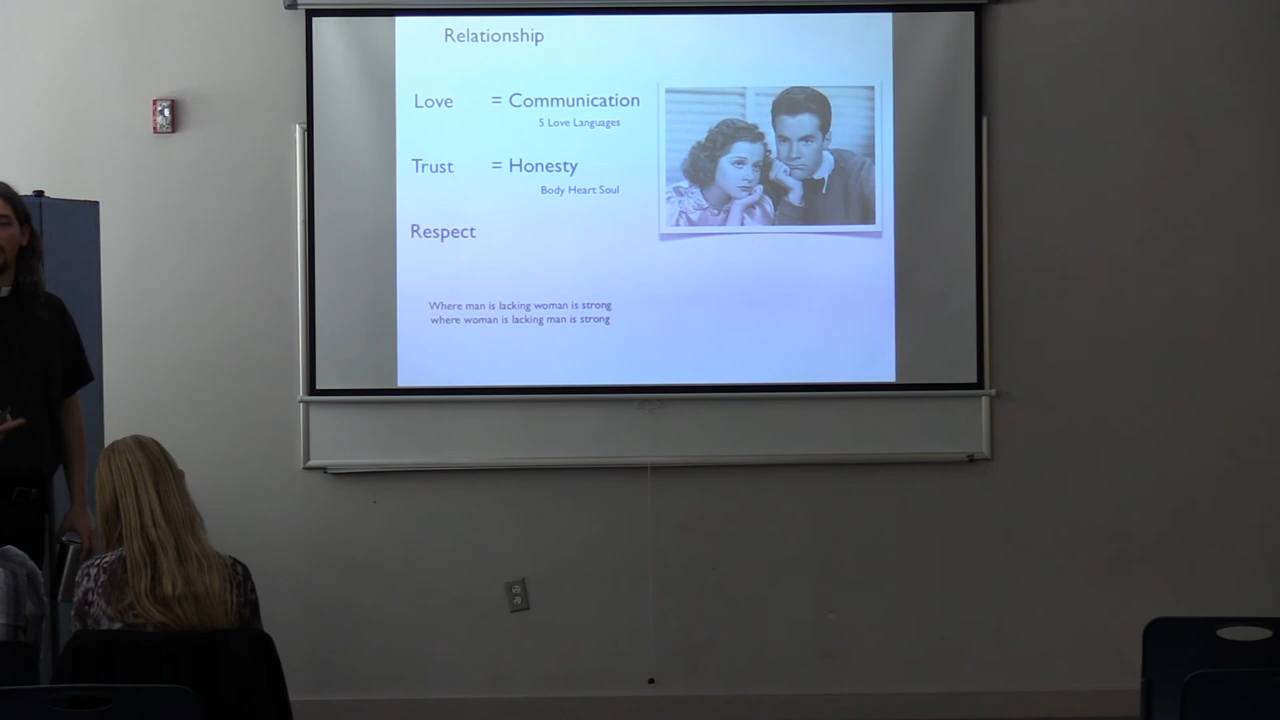 Relationship
Love = Communication
5 Love Languages
Trust = Honesty
Body Heart Soul
Respect
Where man is lacking woman is strong
where woman is lacking man is strong